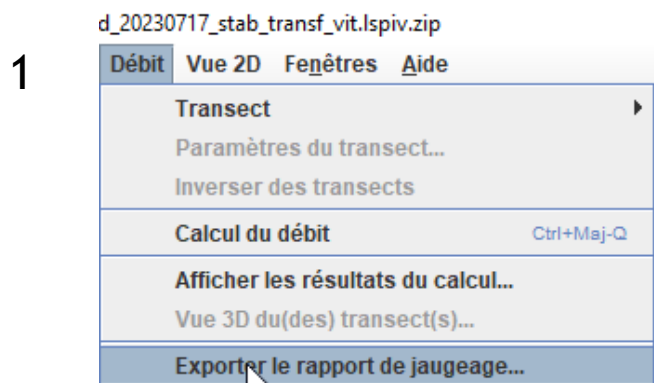 d_20230717_stab_transf_vit.lspiv.zip
1
Débit Vue 2D Fenêtres Aide
Transect
Paramètres du transect...
Inverser des transects
Calcul du débit Ctrl+Maj-Q
Afficher les résultats du calcul...
Vue 3D du(des) transect(s)...
Exporter le rapport de jaugeage...